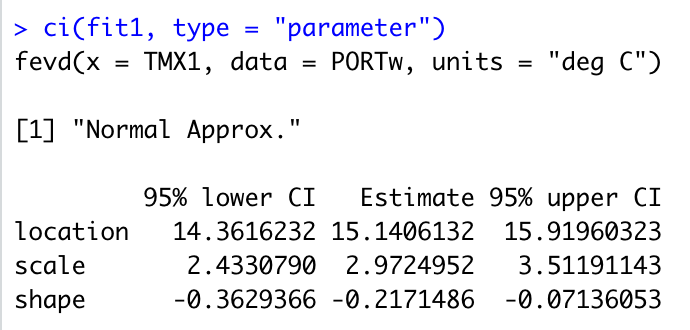 > ci(fit1, type = "parameter")
fevd(x = TMX1, data = PORTw, units = "deg C")
[1] "Normal Approx."
95% lower CI Estimate 95% upper CI
location 14.3616232 15.1406132 15.91960323
scale 2.4330790 2.9724952 3.51191143
shape -0.3629366 -0.2171486 -0.07136053